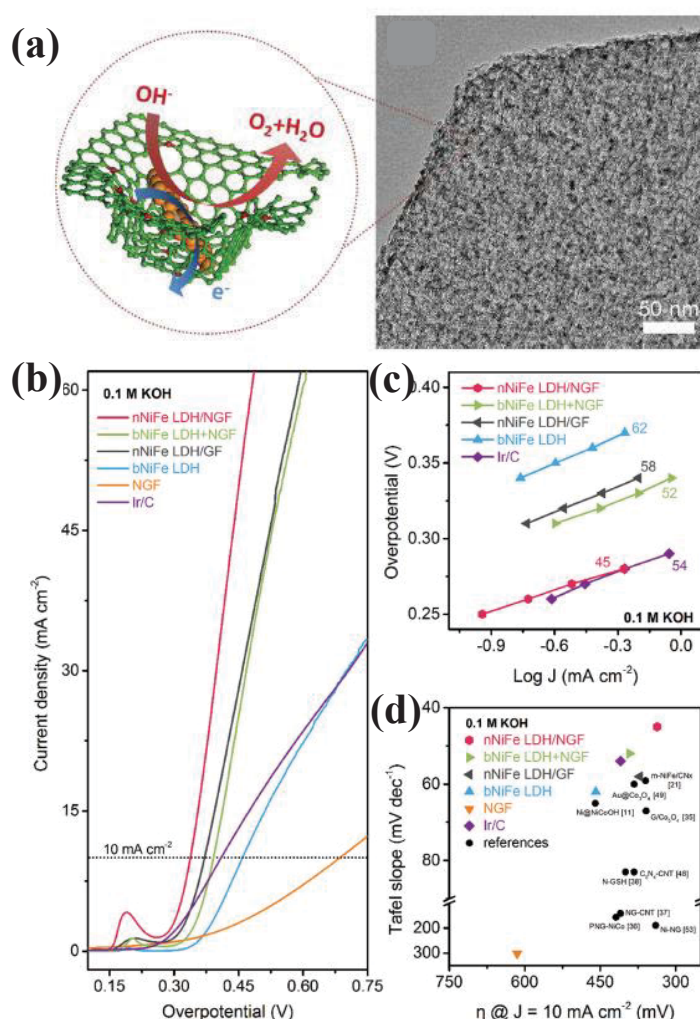 (a)
OH-
O₂+H₂O
e-
50 nm
(b)
0.1 M KOH
nNiFe LDH/NGF
bNiFe LDH+NGF
nNiFe LDH/GF
bNiFe LDH
NGF
Ir/C
60
45
30
15
0
10 mA cm⁻²
Current density (mA cm⁻²)
0.15
0.30
0.45
0.60
0.75
Overpotential (V)
(c)
nNiFe LDH/NGF
bNiFe LDH+NGF
nNiFe LDH/GF
bNiFe LDH
Ir/C
0.40
0.35
0.30
0.25
62
58
52
45
54
0.1 M KOH
Overpotential (V)
-0.9
-0.6
-0.3
0.0
Log J (mA cm⁻²)
(d)
0.1 M KOH
nNiFe LDH/NGF
bNiFe LDH+NGF
nNiFe LDH/GF
bNiFe LDH
NGF
Ir/C
references
40
60
80
200
300
m-NiFe/CNx
[21]
Au@Co₃O₄ [49]
Ni@NiCoOH [11]
G/Co₃O₄ [35]
N-GSH [38]
C₃N₄-CNT [48]
NG-CNT [37]
PNG-NiCo [36]
Ni-NG [53]
Tafel slope (mV dec⁻¹)
750
600
450
300
η @ J = 10 mA cm⁻² (mV)